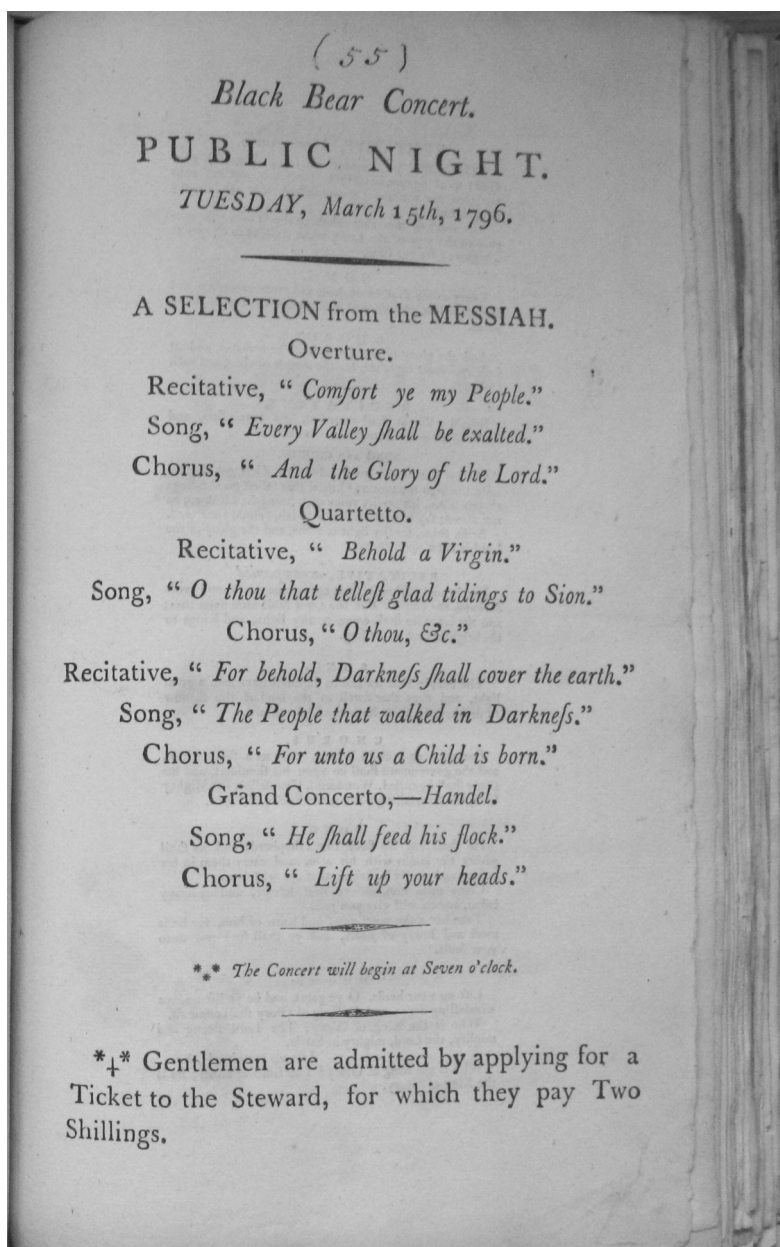 (55)
Black Bear Concert.
PUBLIC NIGHT.
TUESDAY, March 15th, 1796.
A SELECTION from the MESSIAH.
Overture.
Recitative, “ Comfort ye my People.”
Song, “ Every Valley ſhall be exalted.”
Chorus, “ And the Glory of the Lord.”
Quartetto.
Recitative, “ Behold a Virgin.”
Song, “ O thou that telleſt glad tidings to Sion.”
Chorus, “ O thou, &c.”
Recitative, “ For behold, Darkneſs ſhall cover the earth.”
Song, “ The People that walked in Darkneſs.”
Chorus, “ For unto us a Child is born.”
Grand Concerto,—Handel.
Song, “ He ſhall feed his flock.”
Chorus, “ Lift up your heads.”
*⁎* The Concert will begin at Seven o'clock.
*‡* Gentlemen are admitted by applying for a
Ticket to the Steward, for which they pay Two
Shillings.